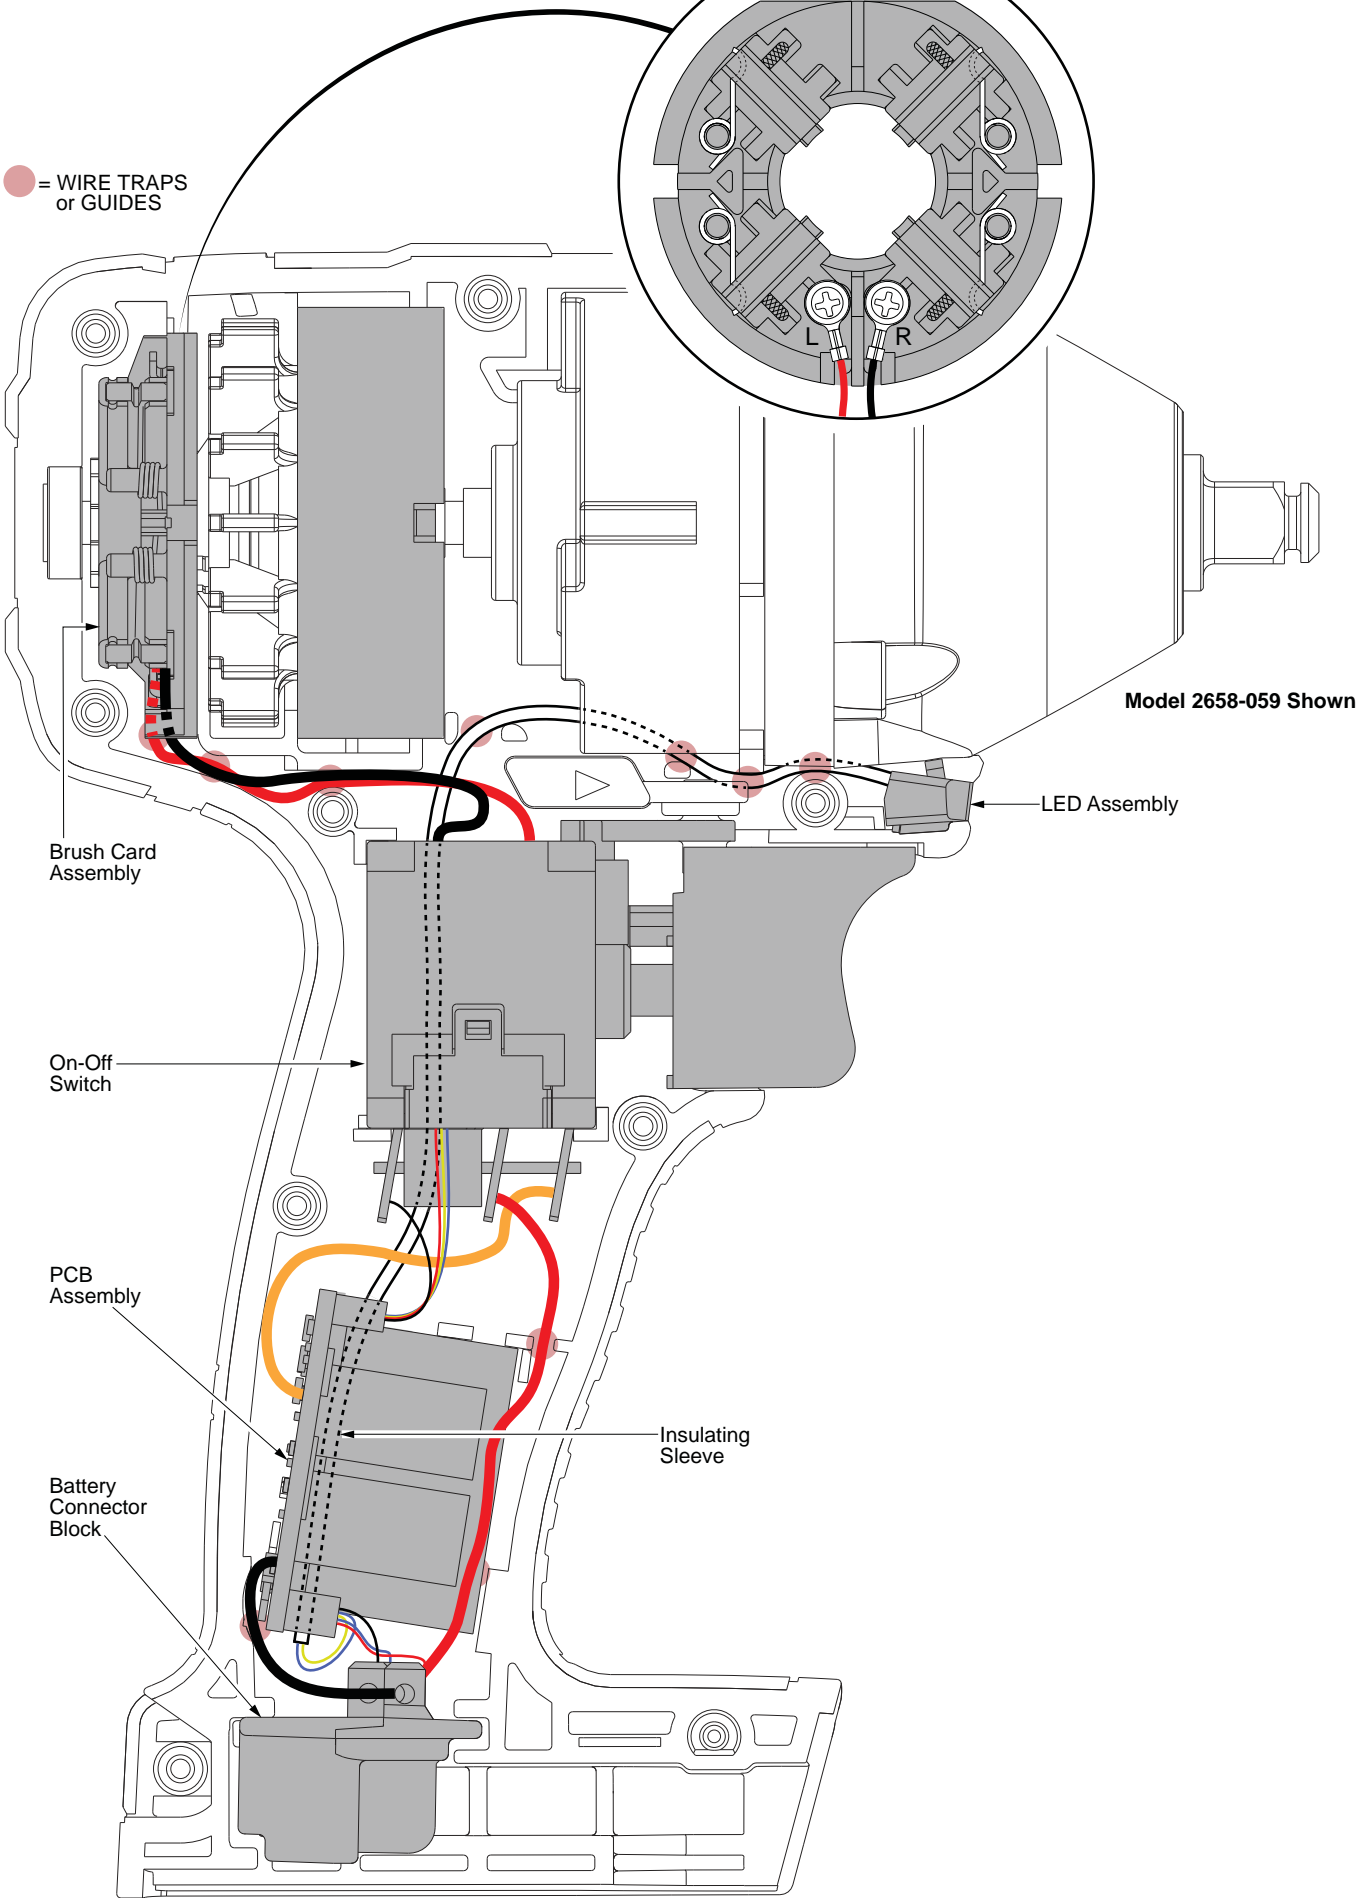 = WIRE TRAPS
or GUIDES
L
R
Model 2658-059 Shown
LED Assembly
Brush Card
Assembly
On-Off
Switch
PCB
Assembly
Insulating
Sleeve
Battery
Connector
Block